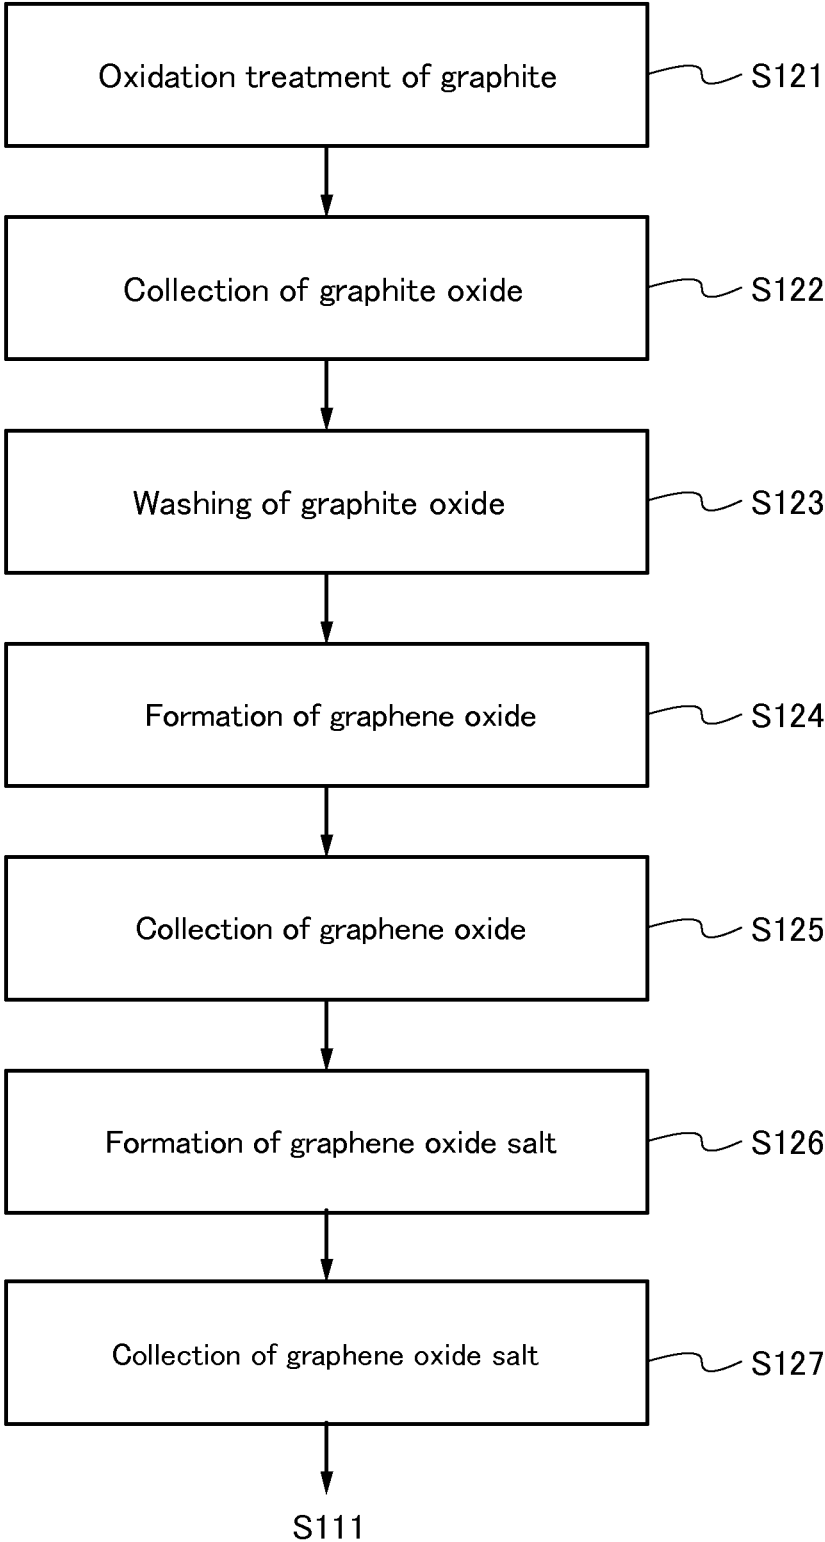 Oxidation treatment of graphite
S121
Collection of graphite oxide
S122
Washing of graphite oxide
S123
Formation of graphene oxide
S124
Collection of graphene oxide
S125
Formation of graphene oxide salt
S126
Collection of graphene oxide salt
S127
S111